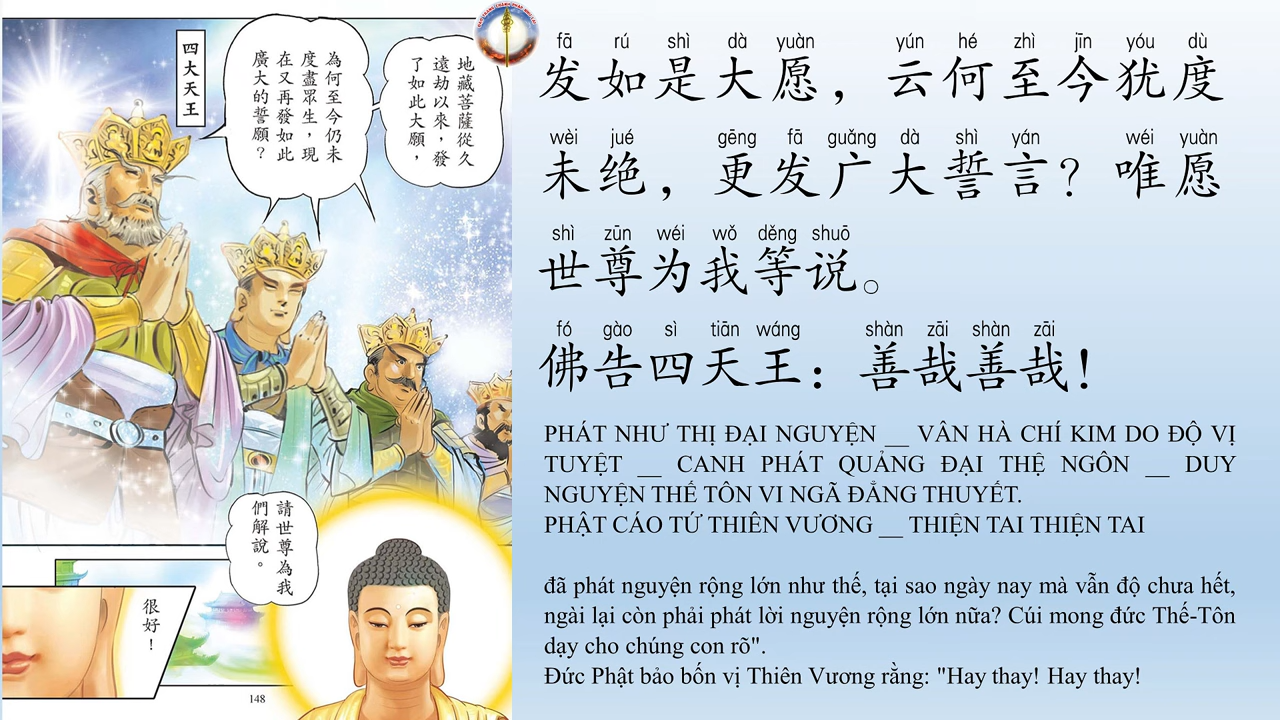 四大天王
地藏菩薩從久
遠劫以來，發
了如此大願，
為何至今仍未
度盡眾生，現
在又再發如此
廣大的誓願？
請世尊為我
們解說。
很好！
148
fā rú shì dà yuàn yún hé zhì jīn yóu dù
发如是大愿，云何至今犹度
wèi jué gēng fā guǎng dà shì yán wéi yuàn
未绝，更发广大誓言？唯愿
shì zūn wéi wǒ děng shuō
世尊为我等说。
fó gào sì tiān wáng shàn zāi shàn zāi
佛告四天王：善哉善哉！
PHÁT NHƯ THỊ ĐẠI NGUYỆN __ VÂN HÀ CHÍ KIM DO ĐỘ VỊ
TUYỆT __ CANH PHÁT QUẢNG ĐẠI THỆ NGÔN __ DUY
NGUYỆN THẾ TÔN VI NGÃ ĐẲNG THUYẾT.
PHẬT CÁO TỨ THIÊN VƯƠNG __ THIỆN TAI THIỆN TAI
đã phát nguyện rộng lớn như thế, tại sao ngày nay mà vẫn độ chưa hết,
ngài lại còn phải phát lời nguyện rộng lớn nữa? Cúi mong đức Thế-Tôn
dạy cho chúng con rõ".
Đức Phật bảo bốn vị Thiên Vương rằng: "Hay thay! Hay thay!